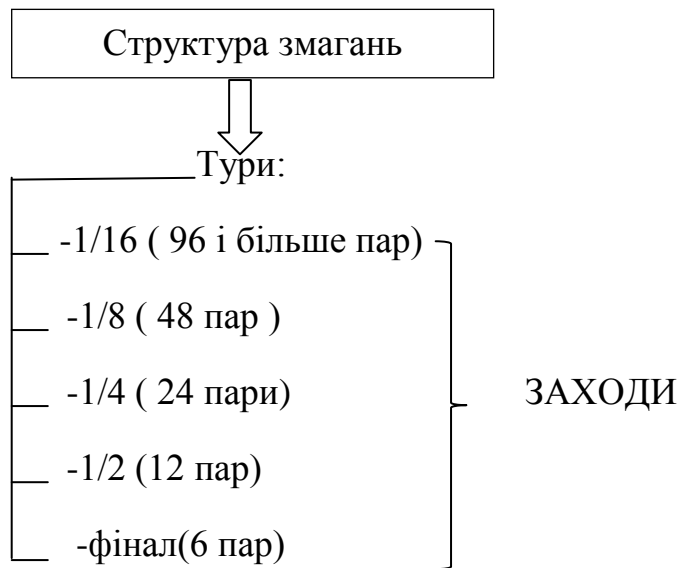 Структура змагань
Тури:
-1/16 ( 96 і більше пар)
-1/8 ( 48 пар )
-1/4 ( 24 пари)
ЗАХОДИ
-1/2 (12 пар)
-фінал(6 пар)